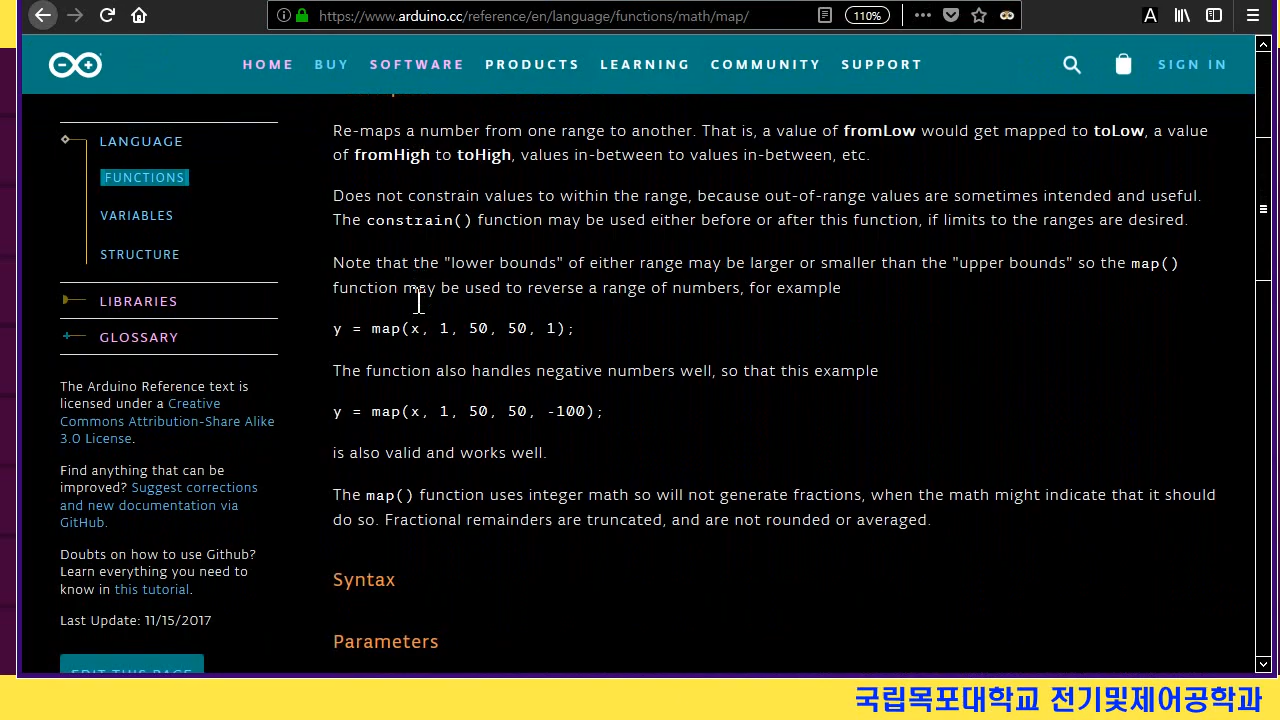 https://www.arduino.cc/reference/en/language/functions/math/map/
110%
HOME BUY SOFTWARE PRODUCTS LEARNING COMMUNITY SUPPORT SIGN IN
LANGUAGE
FUNCTIONS
VARIABLES
STRUCTURE
LIBRARIES
GLOSSARY
The Arduino Reference text is
licensed under a Creative
Commons Attribution-Share Alike
3.0 License.
Find anything that can be
improved? Suggest corrections
and new documentation via
GitHub.
Doubts on how to use Github?
Learn everything you need to
know in this tutorial.
Last Update: 11/15/2017
EDIT THIS PAGE
Re-maps a number from one range to another. That is, a value of fromLow would get mapped to toLow, a value
of fromHigh to toHigh, values in-between to values in-between, etc.
Does not constrain values to within the range, because out-of-range values are sometimes intended and useful.
The constrain() function may be used either before or after this function, if limits to the ranges are desired.
Note that the "lower bounds" of either range may be larger or smaller than the "upper bounds" so the map()
function may be used to reverse a range of numbers, for example
y = map(x, 1, 50, 50, 1);
The function also handles negative numbers well, so that this example
y = map(x, 1, 50, 50, -100);
is also valid and works well.
The map() function uses integer math so will not generate fractions, when the math might indicate that it should
do so. Fractional remainders are truncated, and are not rounded or averaged.
Syntax
Parameters
국립목포대학교 전기및제어공학과